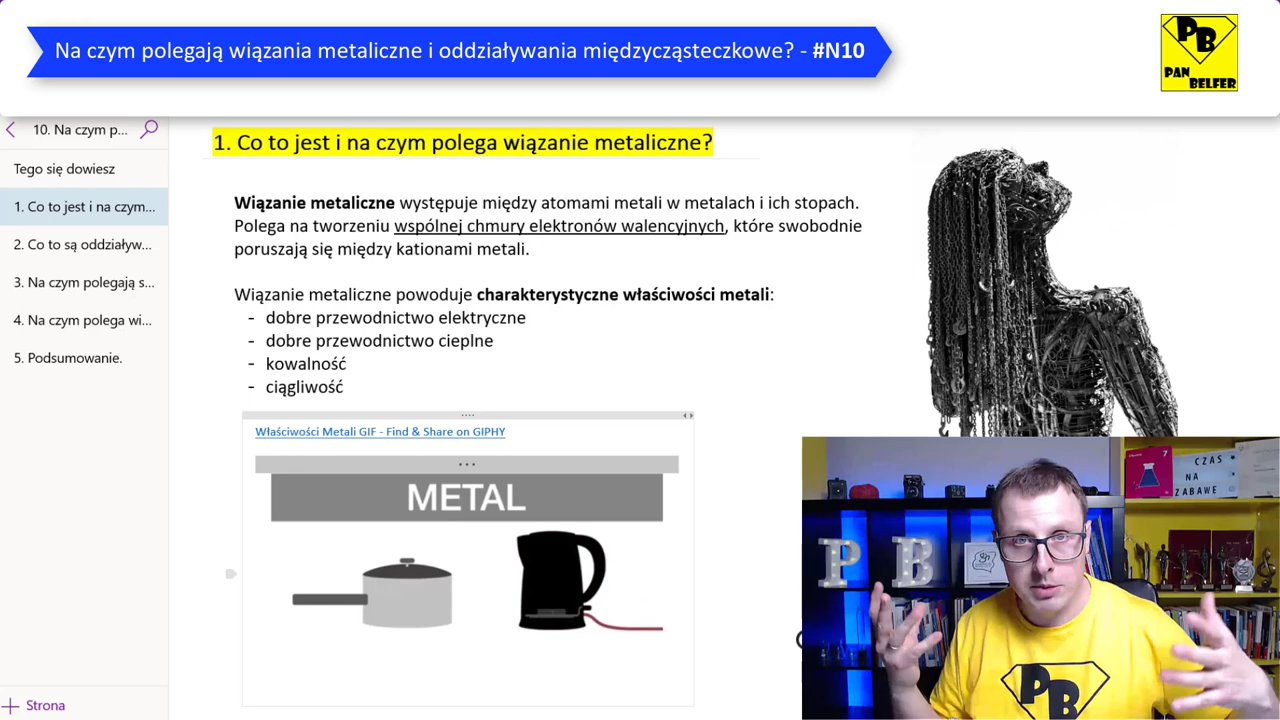 Na czym polegają wiązania metaliczne i oddziaływania międzycząsteczkowe? - #N10
PB
PAN
BELFER
10. Na czym p...
Tego się dowiesz
1. Co to jest i na czym...
2. Co to są oddziaływ...
3. Na czym polegają s...
4. Na czym polega wi...
5. Podsumowanie.
Strona
1. Co to jest i na czym polega wiązanie metaliczne?
Wiązanie metaliczne występuje między atomami metali w metalach i ich stopach.
Polega na tworzeniu wspólnej chmury elektronów walencyjnych, które swobodnie
poruszają się między kationami metali.
Wiązanie metaliczne powoduje charakterystyczne właściwości metali:
- dobre przewodnictwo elektryczne
- dobre przewodnictwo cieplne
- kowalność
- ciągliwość
Właściwości Metali GIF - Find & Share on GIPHY
METAL
P B
7
CZAS
NA
ZABAWE
PB